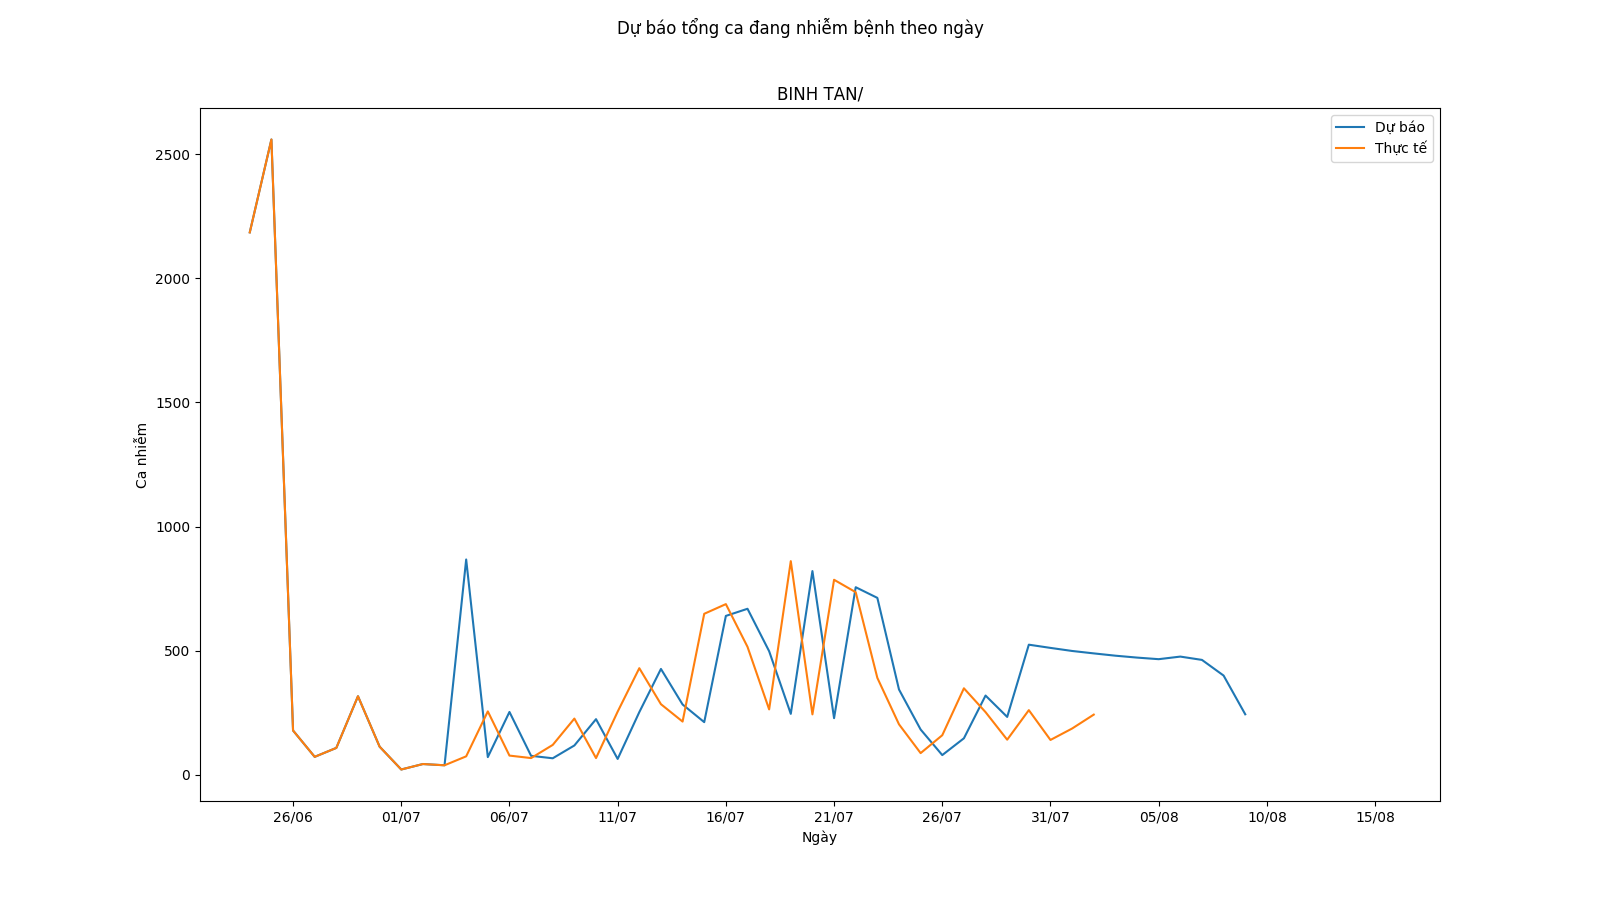 Dự báo tổng ca đang nhiễm bệnh theo ngày
BINH TAN/
Dự báo
Thực tế
2500
2000
1500
1000
500
0
Ca nhiễm
26/06
01/07
06/07
11/07
16/07
21/07
26/07
31/07
05/08
10/08
15/08
Ngày